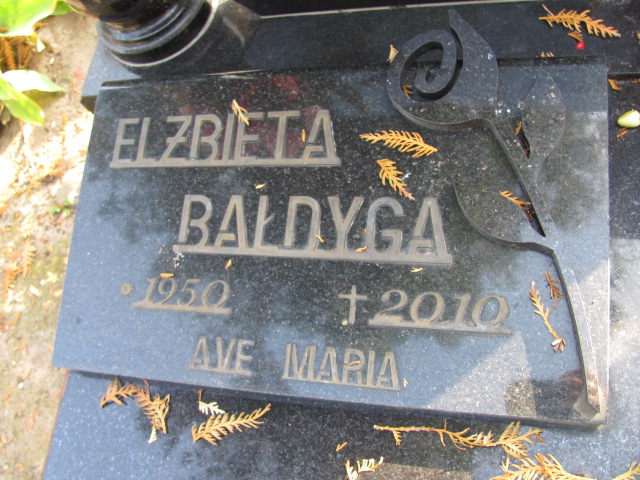 ELŻBIETA
BAŁDYGA
* 1950 † 2010
AVE MARIA